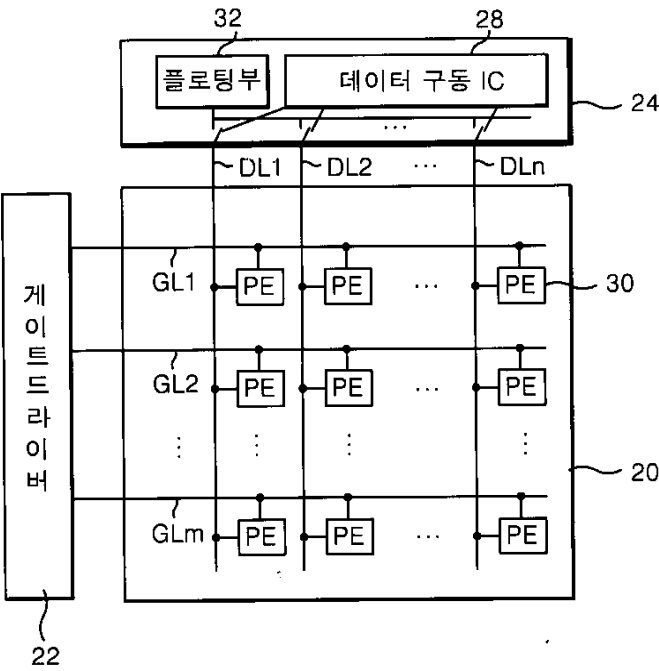 32
28
플로팅부
데이터 구동 IC
24
...
DL1
DL2
...
DLn
GL1
PE
PE
...
PE
30
게이트드라이버
GL2
PE
PE
...
PE
20
GLm
PE
PE
...
PE
22